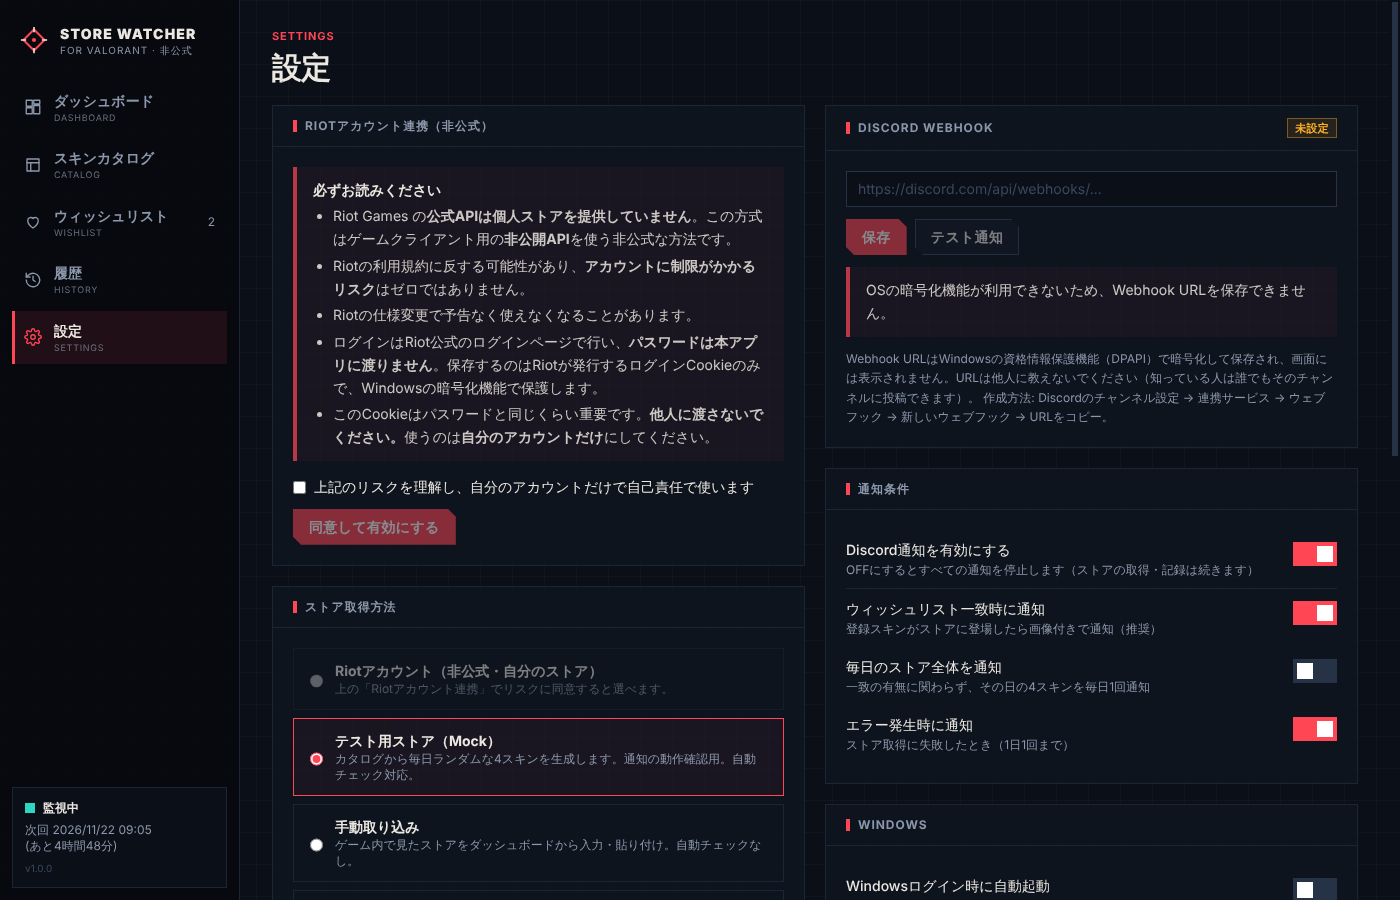 STORE WATCHER
FOR VALORANT · 非公式
ダッシュボード
DASHBOARD
スキンカタログ
CATALOG
ウィッシュリスト
WISHLIST
2
履歴
HISTORY
設定
SETTINGS
監視中
次回 2026/11/22 09:05
(あと4時間48分)
v1.0.0
SETTINGS
設定
RIOTアカウント連携（非公式）
必ずお読みください
Riot Games の公式APIは個人ストアを提供していません。この方式
はゲームクライアント用の非公開APIを使う非公式な方法です。
Riotの利用規約に反する可能性があり、アカウントに制限がかかる
リスクはゼロではありません。
Riotの仕様変更で予告なく使えなくなることがあります。
ログインはRiot公式のログインページで行い、パスワードは本アプ
リに渡りません。保存するのはRiotが発行するログインCookieのみ
で、Windowsの暗号化機能で保護します。
このCookieはパスワードと同じくらい重要です。他人に渡さないで
ください。使うのは自分のアカウントだけにしてください。
上記のリスクを理解し、自分のアカウントだけで自己責任で使います
同意して有効にする
ストア取得方法
Riotアカウント（非公式・自分のストア）
上の「Riotアカウント連携」でリスクに同意すると選べます。
テスト用ストア（Mock）
カタログから毎日ランダムな4スキンを生成します。通知の動作確認用。自動
チェック対応。
手動取り込み
ゲーム内で見たストアをダッシュボードから入力・貼り付け。自動チェックな
し。
DISCORD WEBHOOK
未設定
https://discord.com/api/webhooks/...
保存
テスト通知
OSの暗号化機能が利用できないため、Webhook URLを保存できませ
ん。
Webhook URLはWindowsの資格情報保護機能（DPAPI）で暗号化して保存され、画面に
は表示されません。URLは他人に教えないでください（知っている人は誰でもそのチャン
ネルに投稿できます）。 作成方法: Discordのチャンネル設定 → 連携サービス → ウェブ
フック → 新しいウェブフック → URLをコピー。
通知条件
Discord通知を有効にする
OFFにするとすべての通知を停止します（ストアの取得・記録は続きます）
ウィッシュリスト一致時に通知
登録スキンがストアに登場したら画像付きで通知（推奨）
毎日のストア全体を通知
一致の有無に関わらず、その日の4スキンを毎日1回通知
エラー発生時に通知
ストア取得に失敗したとき（1日1回まで）
WINDOWS
Windowsログイン時に自動起動